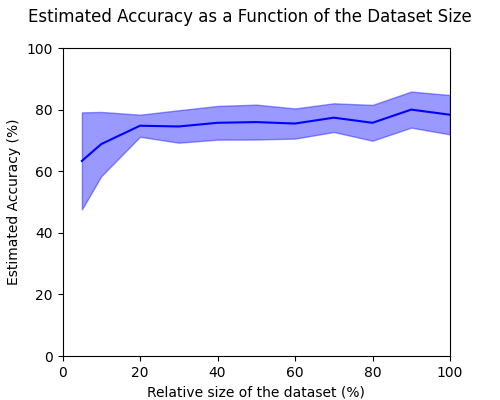 Estimated Accuracy as a Function of the Dataset Size
100
80
60
40
20
0
Estimated Accuracy (%)
0 20 40 60 80 100
Relative size of the dataset (%)